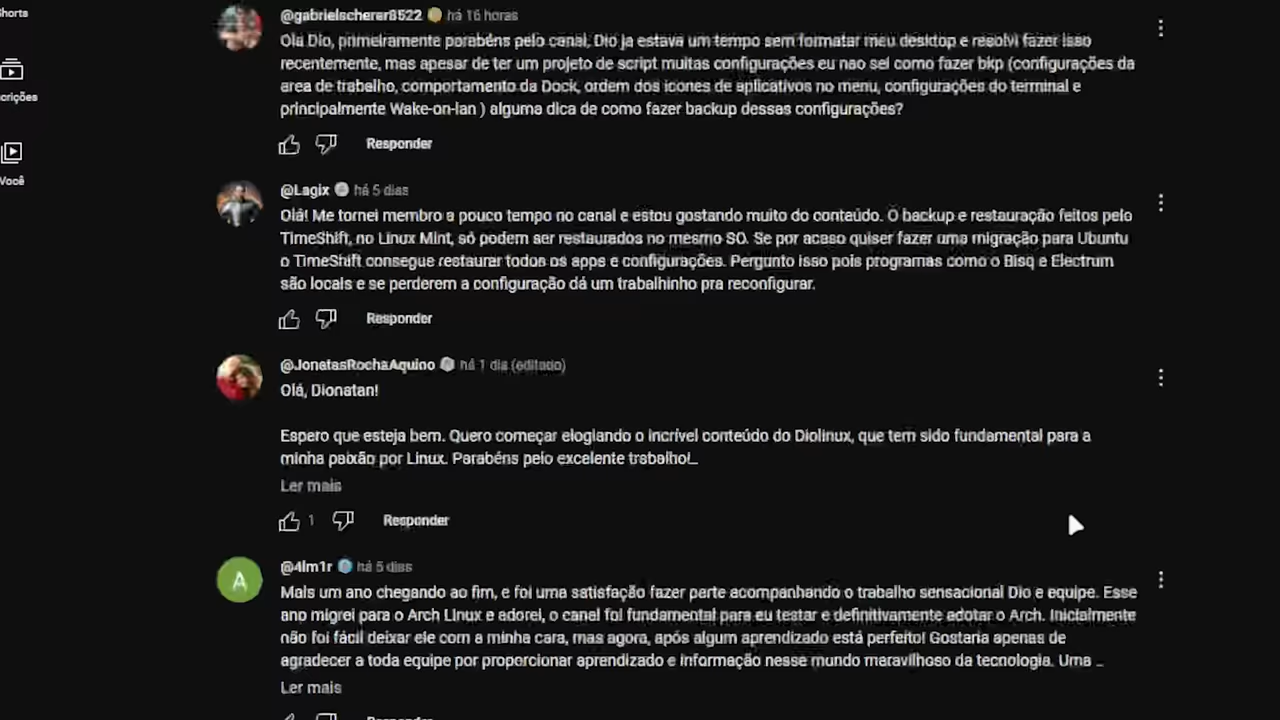 Shorts
crições
Você
@gabrielscherer8522 há 16 horas
Ola Dio, primeiramente parabéns pelo canal, Dio ja estava um tempo sem formatar meu desktop e resolvi fazer isso
recentemente, mas apesar de ter um projeto de script muitas configurações eu nao sei como fazer bkp (configurações da
area de trabalho, comportamento da Dock, ordem dos icones de aplicativos no menu, configurações do terminal e
principalmente Wake-on-lan ) alguma dica de como fazer backup dessas configurações?
Responder
@Lagix há 5 dias
Olá! Me tornei membro a pouco tempo no canal e estou gostando muito do conteúdo. O backup e restauração feitos pelo
TimeShift, no Linux Mint, só podem ser restaurados no mesmo SO. Se por acaso quiser fazer uma migração para Ubuntu
o TimeShift consegue restaurar todos os apps e configurações. Pergunto isso pois programas como o Bisq e Electrum
são locais e se perderem a configuração dá um trabalhinho pra reconfigurar.
Responder
@JonatasRochaAquino há 1 dia (editado)
Olá, Dionatan!
Espero que esteja bem. Quero começar elogiando o incrível conteúdo do Diolinux, que tem sido fundamental para a
minha paixão por Linux. Parabéns pelo excelente trabalho!...
Ler mais
1 Responder
A
@4lm1r há 5 dias
Mais um ano chegando ao fim, e foi uma satisfação fazer parte acompanhando o trabalho sensacional Dio e equipe. Esse
ano migrei para o Arch Linux e adorei, o canal foi fundamental para eu testar e definitivamente adotar o Arch. Inicialmente
não foi fácil deixar ele com a minha cara, mas agora, após algum aprendizado está perfeito! Gostaria apenas de
agradecer a toda equipe por proporcionar aprendizado e informação nesse mundo maravilhoso da tecnologia. Uma ...
Ler mais
Responder